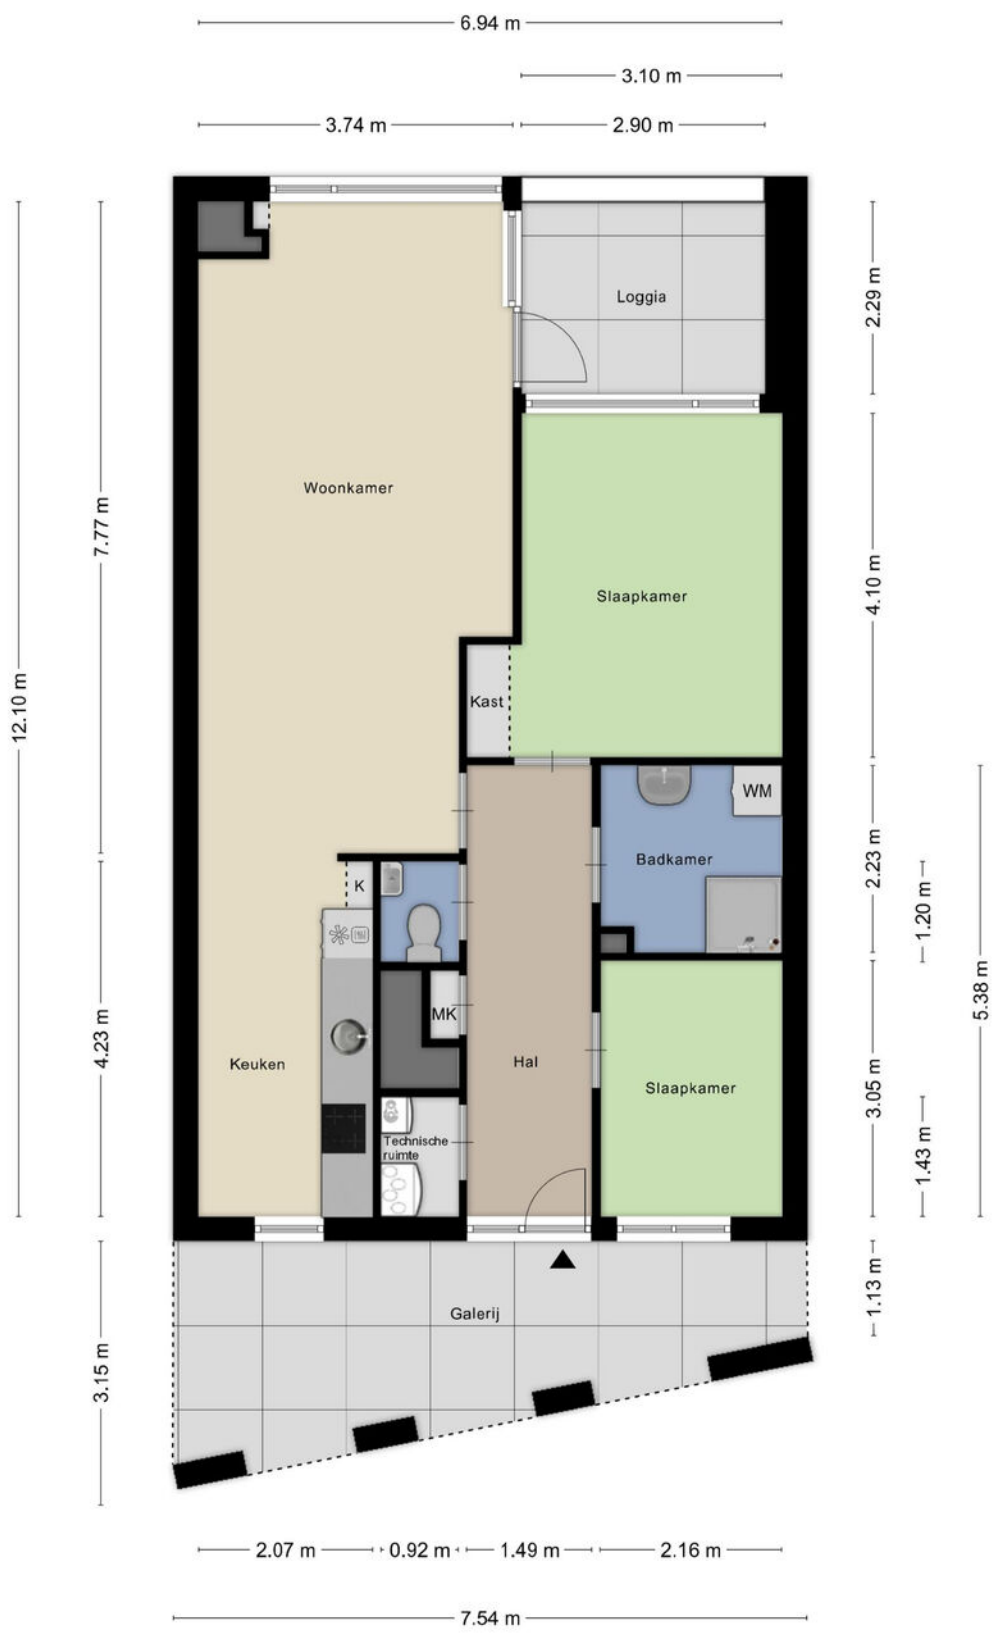 6.94 m
3.10 m
3.74 m
2.90 m
Loggia
2.29 m
Woonkamer
7.77 m
Slaapkamer
4.10 m
12.10 m
Kast
WM
Badkamer
2.23 m
K
1.20 m
5.38 m
MK
4.23 m
Keuken
Hal
Slaapkamer
3.05 m
Technische
ruimte
1.43 m
Galerij
1.13 m
3.15 m
2.07 m
0.92 m
1.49 m
2.16 m
7.54 m